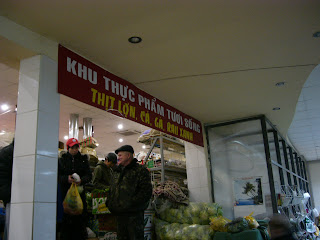 KHU THỰC PHẨM TƯƠI SỐNG
THỊT LỢN, CÁ, GÀ, RAU XANH